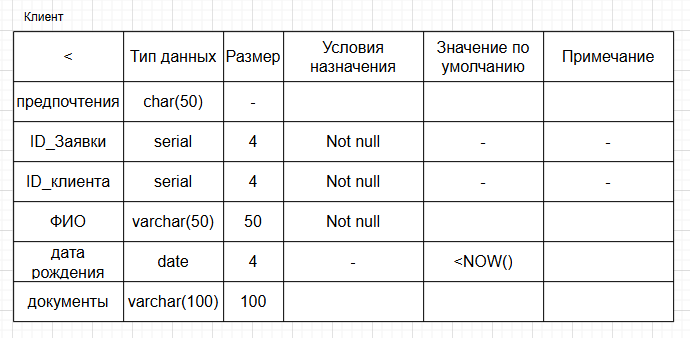 Клиент
< Тип данных Размер Условия назначения Значение по умолчанию Примечание
предпочтения char(50) -
ID_Заявки serial 4 Not null - -
ID_клиента serial 4 Not null - -
ФИО varchar(50) 50 Not null
дата рождения date 4 - <NOW()
документы varchar(100) 100